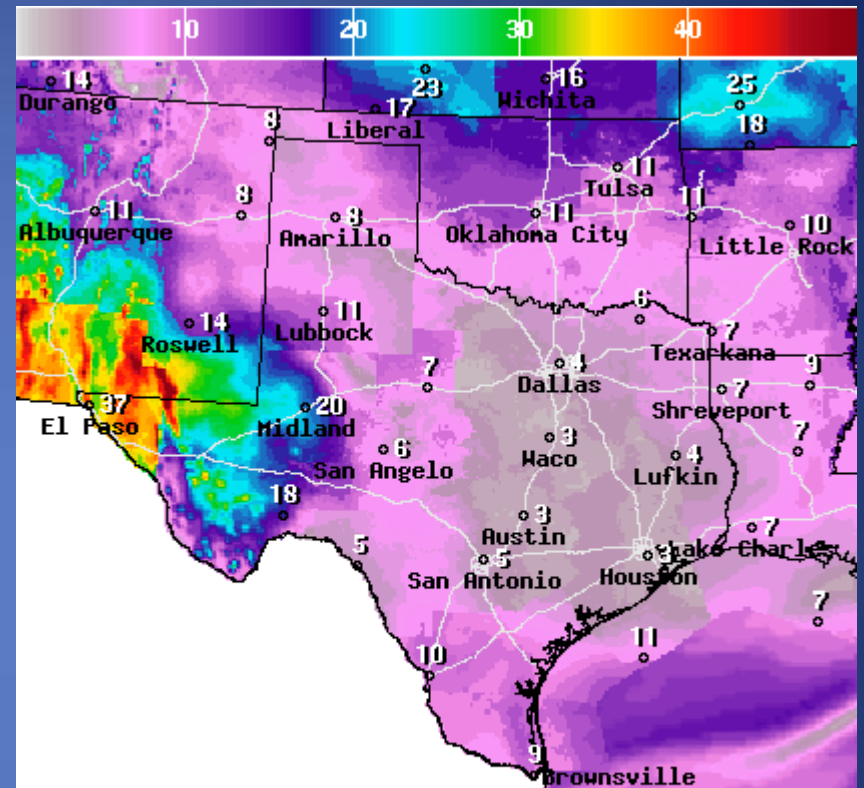 10 20 30 40
14 23 16 25
Durango Wichita
17
Liberal 18
8
11
Tulsa
11 8 8 11 11 10
Albuquerque Amarillo Oklahoma City Little Rock
14 11 6
Roswell Lubbock 7
Texarkana
4
7 Dallas 7 9
37 20 Shreveport
El Paso Midland
6 3 4 7
San Angelo Waco Lufkin
18 3 7
Austin
5 5 3 Lake Charles
San Antonio Houston
7
11
10
9
Brownsville